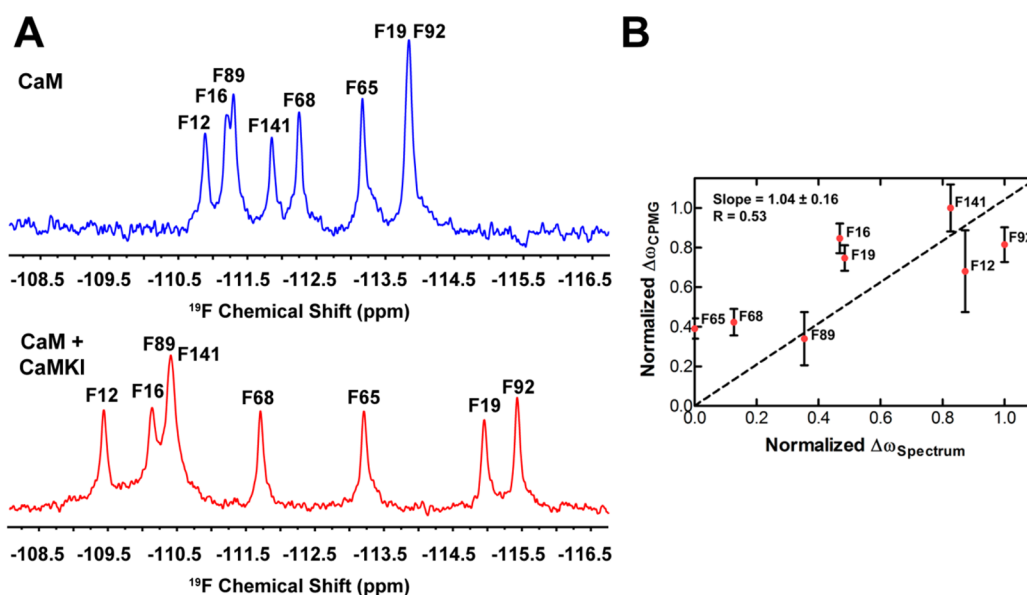 A
CaM
F12
F16
F89
F141
F68
F65
F19 F92
-108.5 -109.5 -110.5 -111.5 -112.5 -113.5 -114.5 -115.5 -116.5
19F Chemical Shift (ppm)
CaM +
CaMKI
F12
F16
F89
F141
F68
F65
F19
F92
-108.5 -109.5 -110.5 -111.5 -112.5 -113.5 -114.5 -115.5 -116.5
¹⁹F Chemical Shift (ppm)
B
Slope = 1.04 ± 0.16
R = 0.53
F141
F16
F19
F92
F12
F65
F68
F89
1.0
0.8
0.6
0.4
0.2
0.0
0.0 0.2 0.4 0.6 0.8 1.0
Normalized ΔωCPMG
Normalized ΔωSpectrum